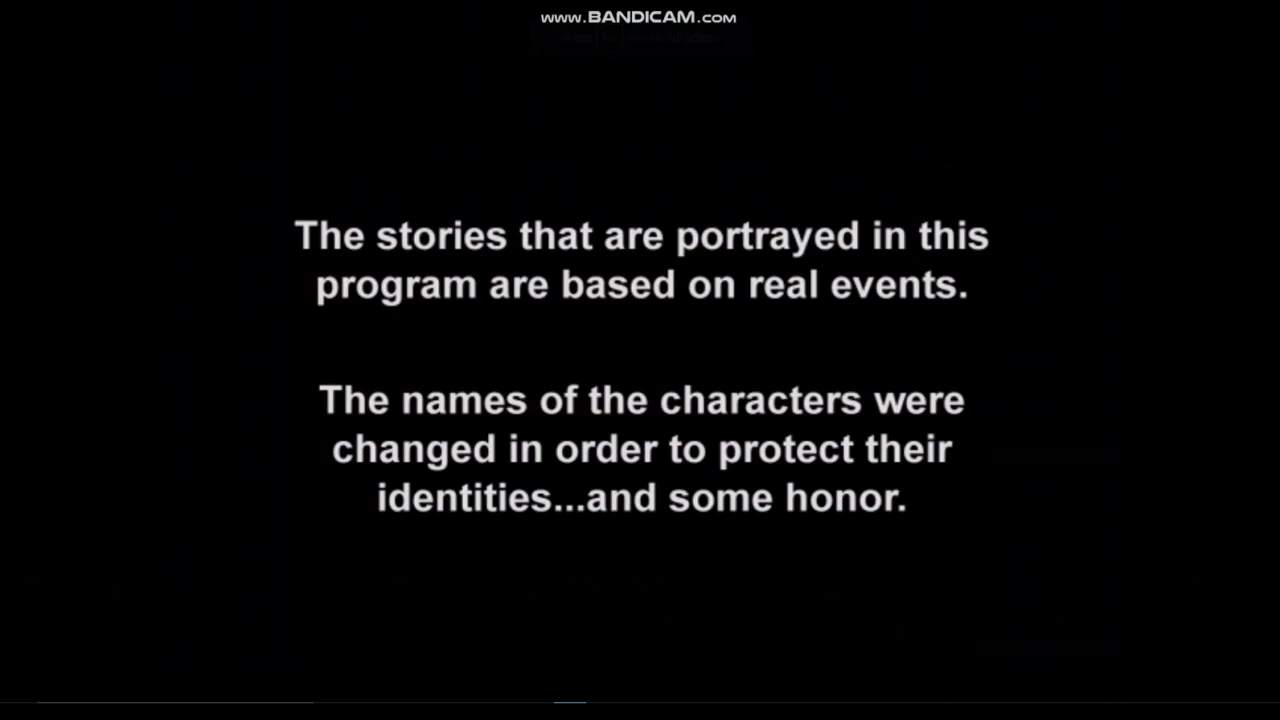 www.BANDICAM.com
The stories that are portrayed in this
program are based on real events.
The names of the characters were
changed in order to protect their
identities...and some honor.